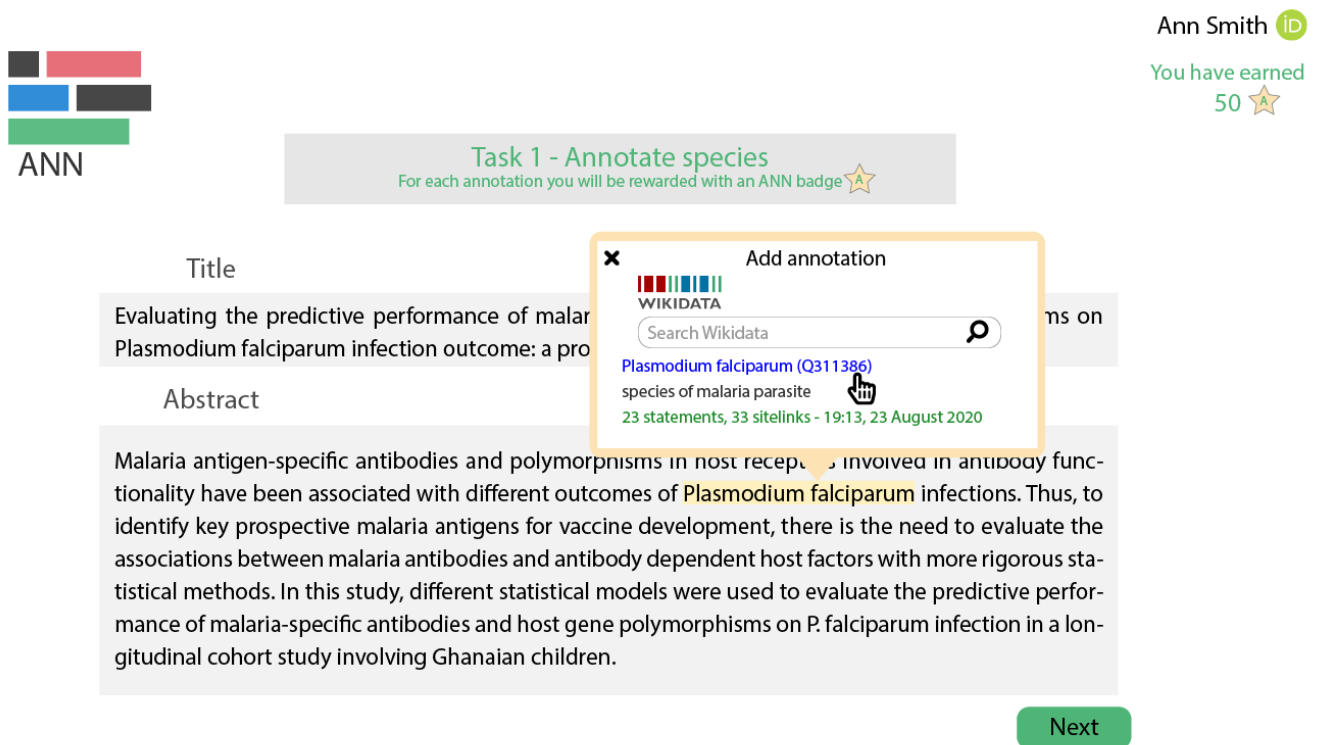 Ann Smith iD
You have earned
50 A
ANN
Task 1 - Annotate species
For each annotation you will be rewarded with an ANN badge A
Title
Evaluating the predictive performance of malar
ms on
Plasmodium falciparum infection outcome: a pro
Add annotation
WIKIDATA
Search Wikidata
Plasmodium falciparum (Q311386)
species of malaria parasite
23 statements, 33 sitelinks - 19:13, 23 August 2020
Abstract
Malaria antigen-specific antibodies and polymorphisms in host recept s involved in antibody func-
tionality have been associated with different outcomes of Plasmodium falciparum infections. Thus, to
identify key prospective malaria antigens for vaccine development, there is the need to evaluate the
associations between malaria antibodies and antibody dependent host factors with more rigorous sta-
tistical methods. In this study, different statistical models were used to evaluate the predictive perfor-
mance of malaria-specific antibodies and host gene polymorphisms on P. falciparum infection in a lon-
gitudinal cohort study involving Ghanaian children.
Next